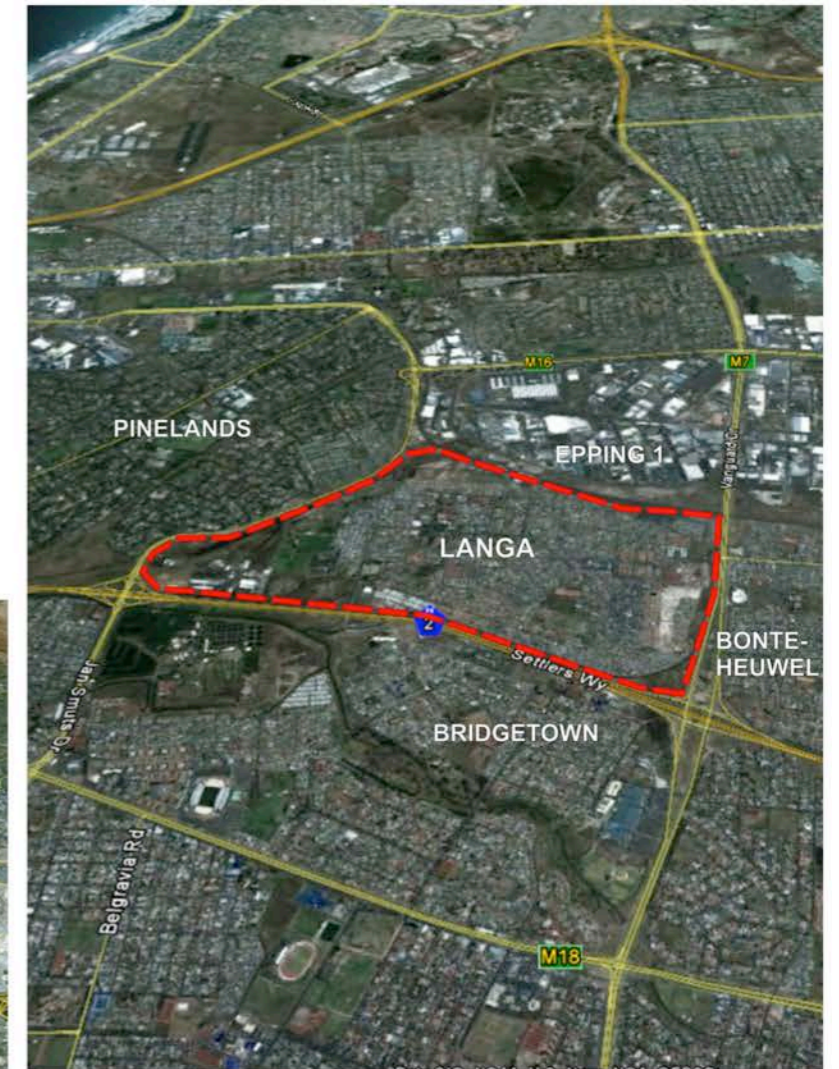 M16
M7
PINELANDS
EPPING 1
Vanguard Dr
LANGA
2
Settlers Wy
BONTE-
HEUWEL
Jan Smuts Dr
BRIDGETOWN
Belgravia Rd
M18